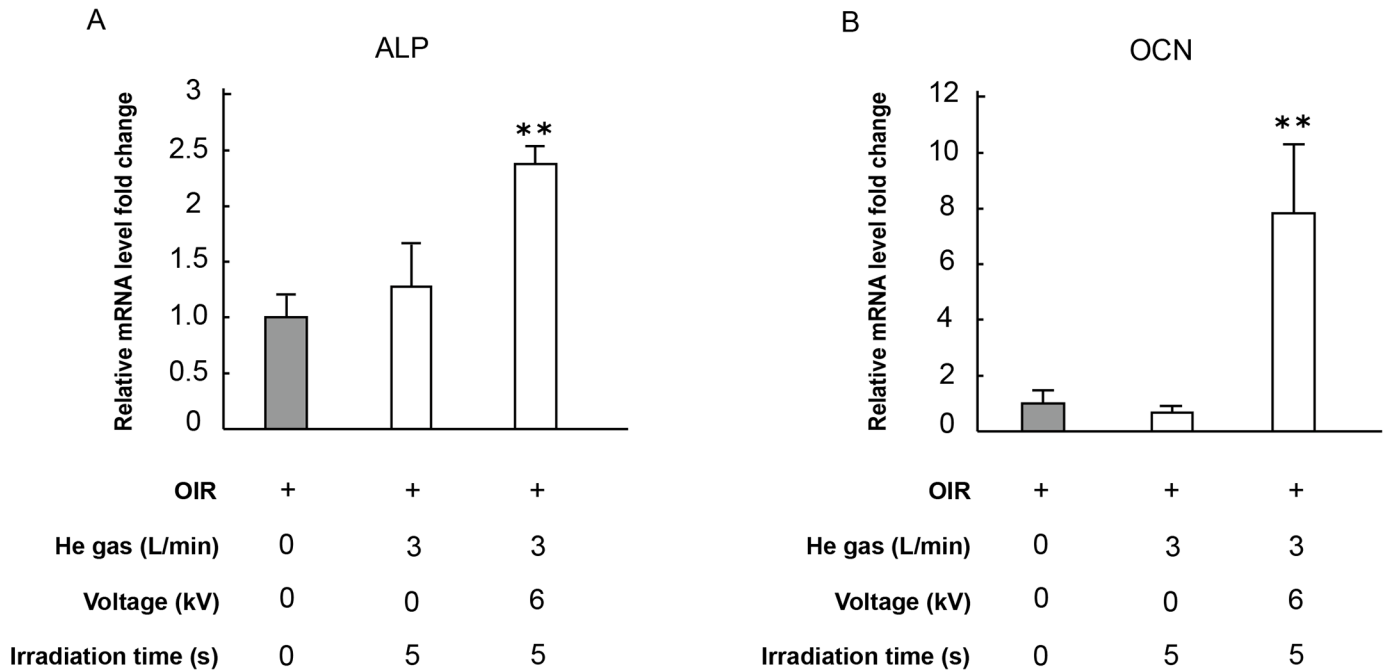 A
ALP
Relative mRNA level fold change
3
2.5
2
1.5
1.0
0.5
0
**
OIR + + +
He gas (L/min) 0 3 3
Voltage (kV) 0 0 6
Irradiation time (s) 0 5 5
B
OCN
Relative mRNA level fold change
12
10
8
6
4
2
0
**
OIR + + +
He gas (L/min) 0 3 3
Voltage (kV) 0 0 6
Irradiation time (s) 0 5 5